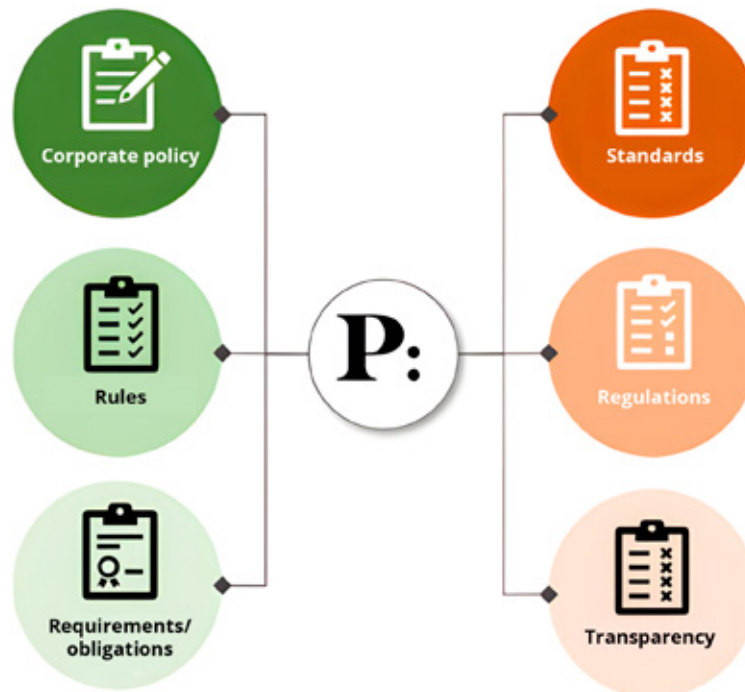 Corporate policy
Rules
Requirements/
obligations
P:
Standards
Regulations
Transparency